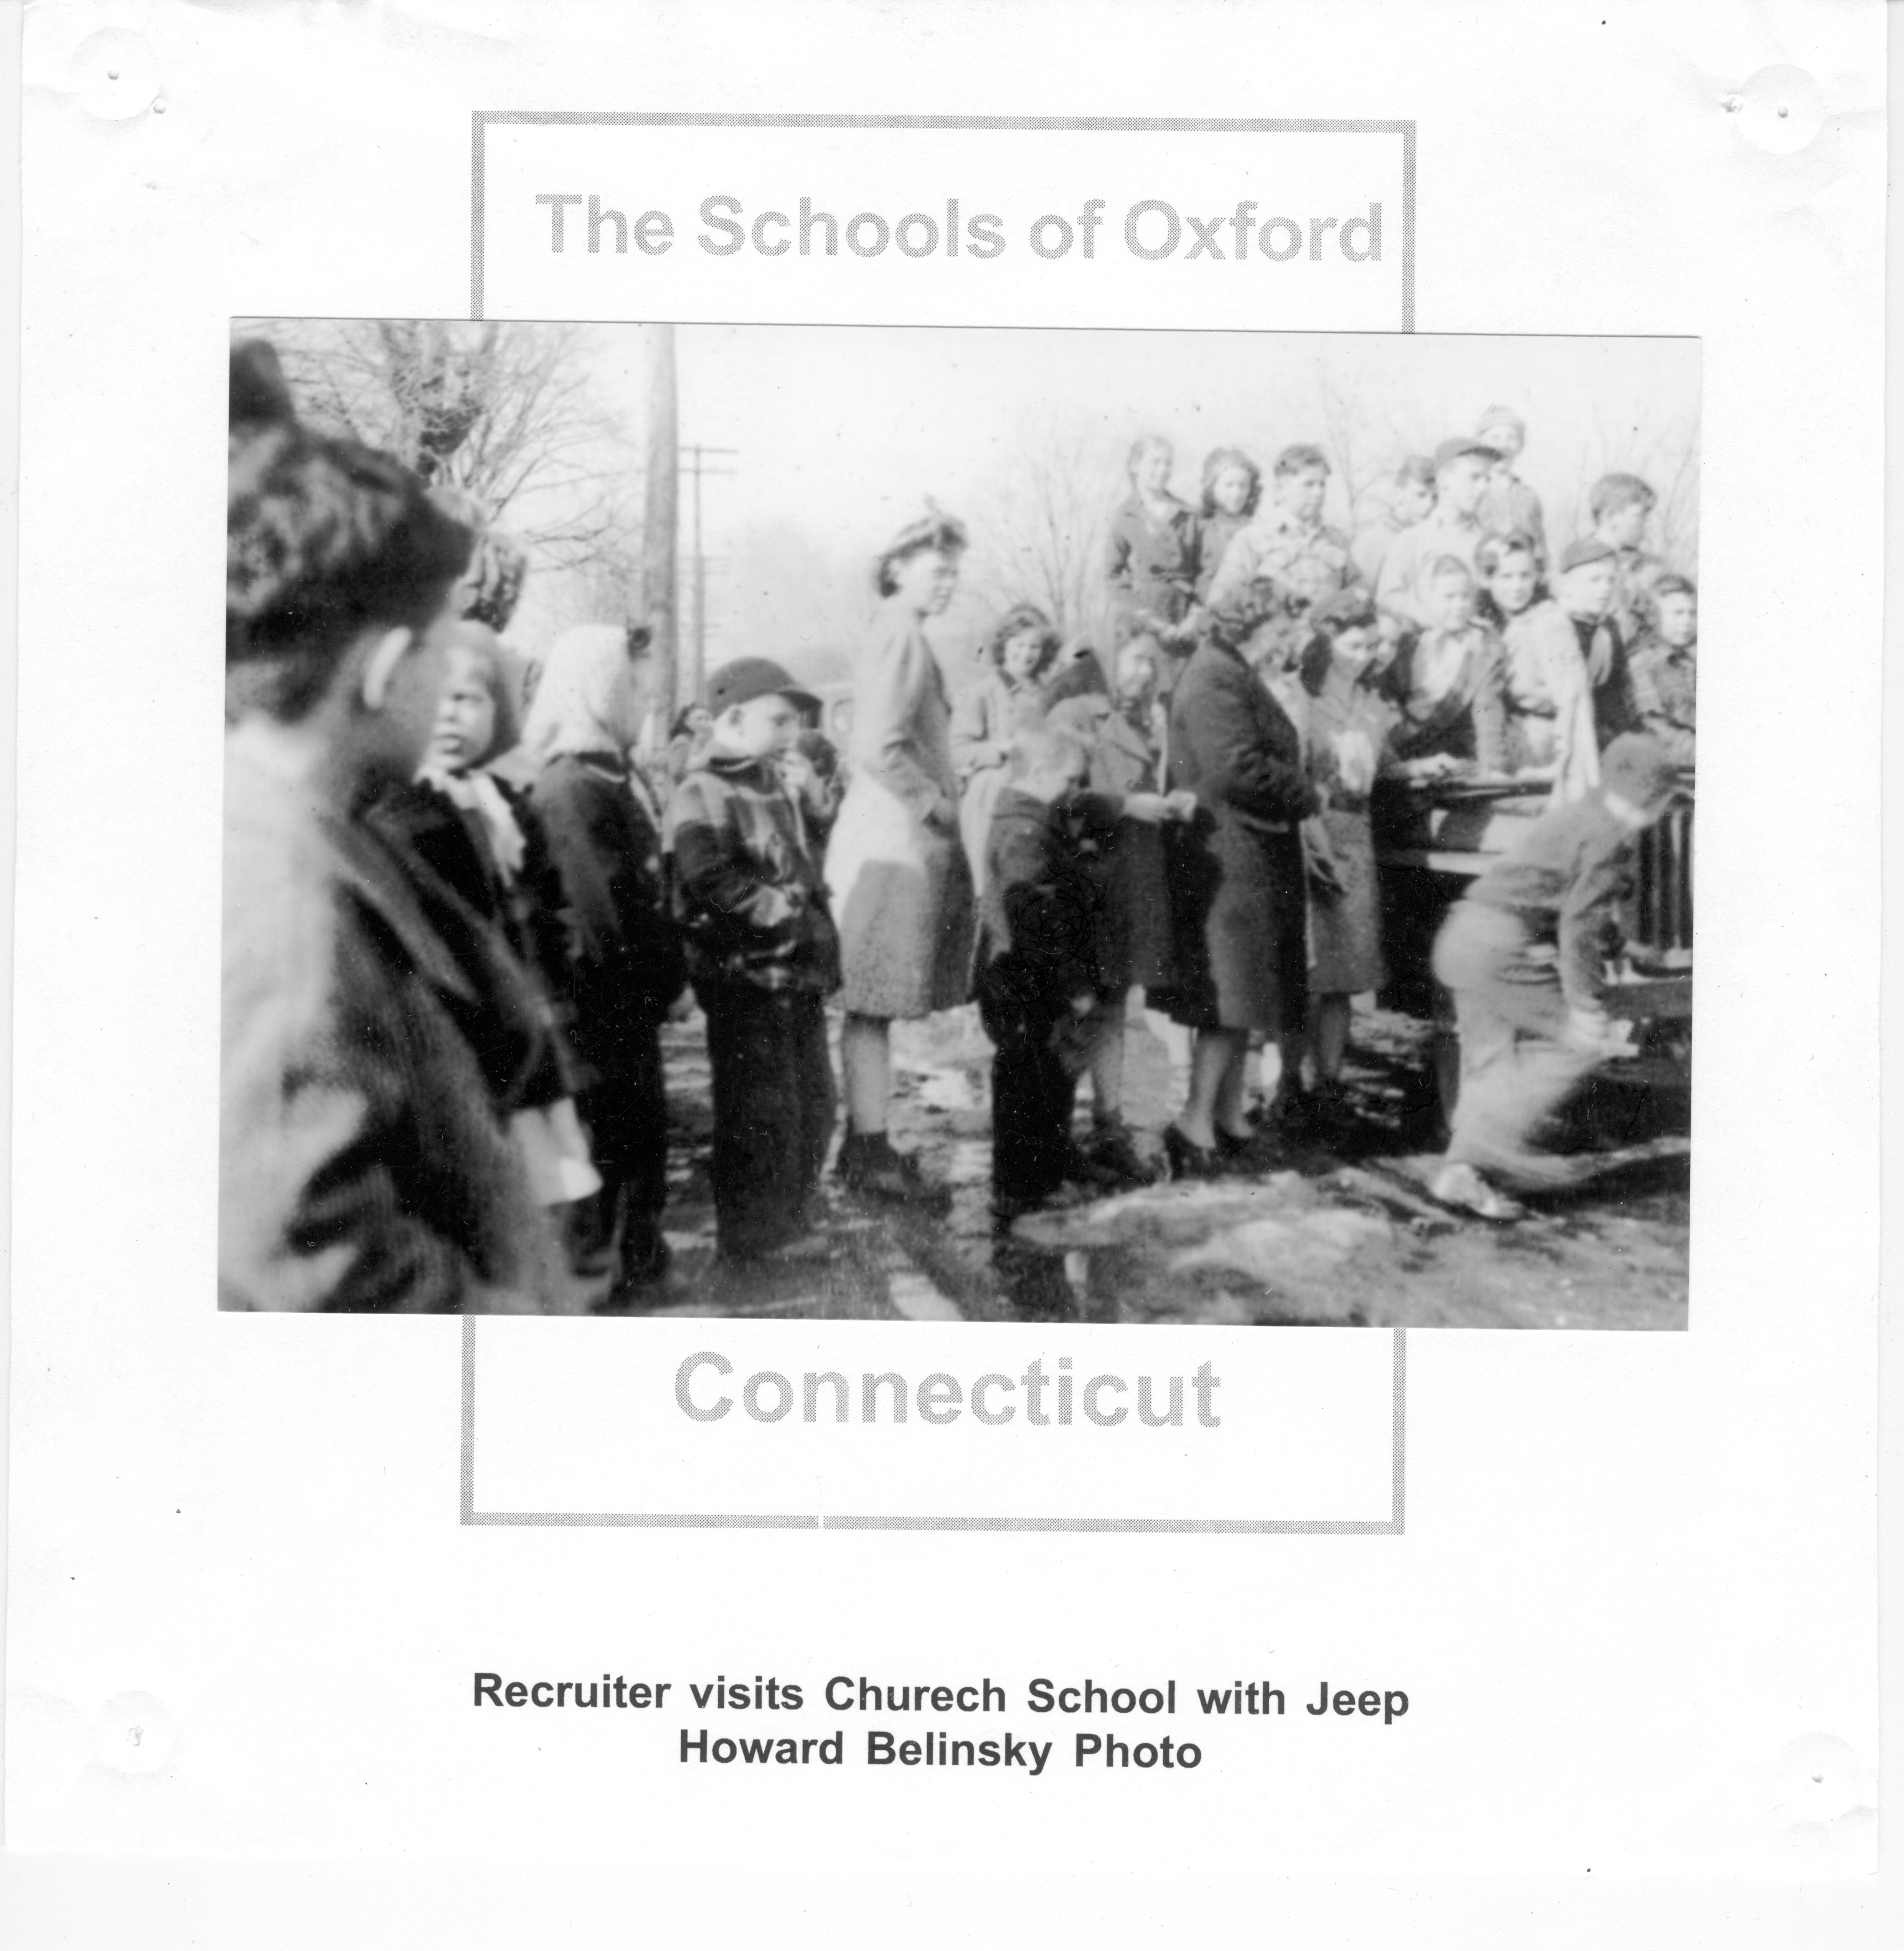 The Schools of Oxford
Connecticut
Recruiter visits Churech School with Jeep
Howard Belinsky Photo